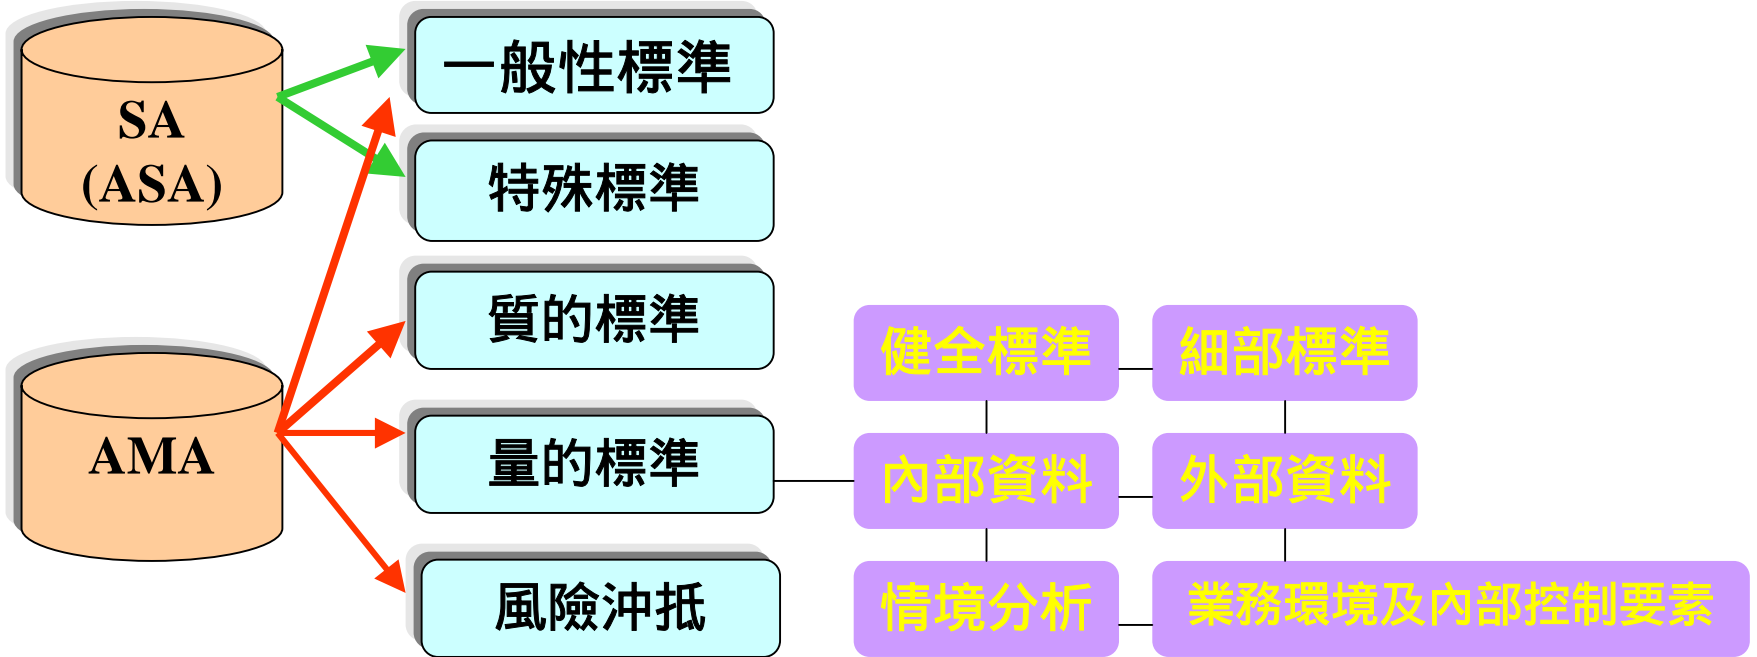 SA
(ASA)
一般性標準
特殊標準
質的標準
AMA
量的標準
風險沖抵
健全標準
細部標準
內部資料
外部資料
情境分析
業務環境及內部控制要素